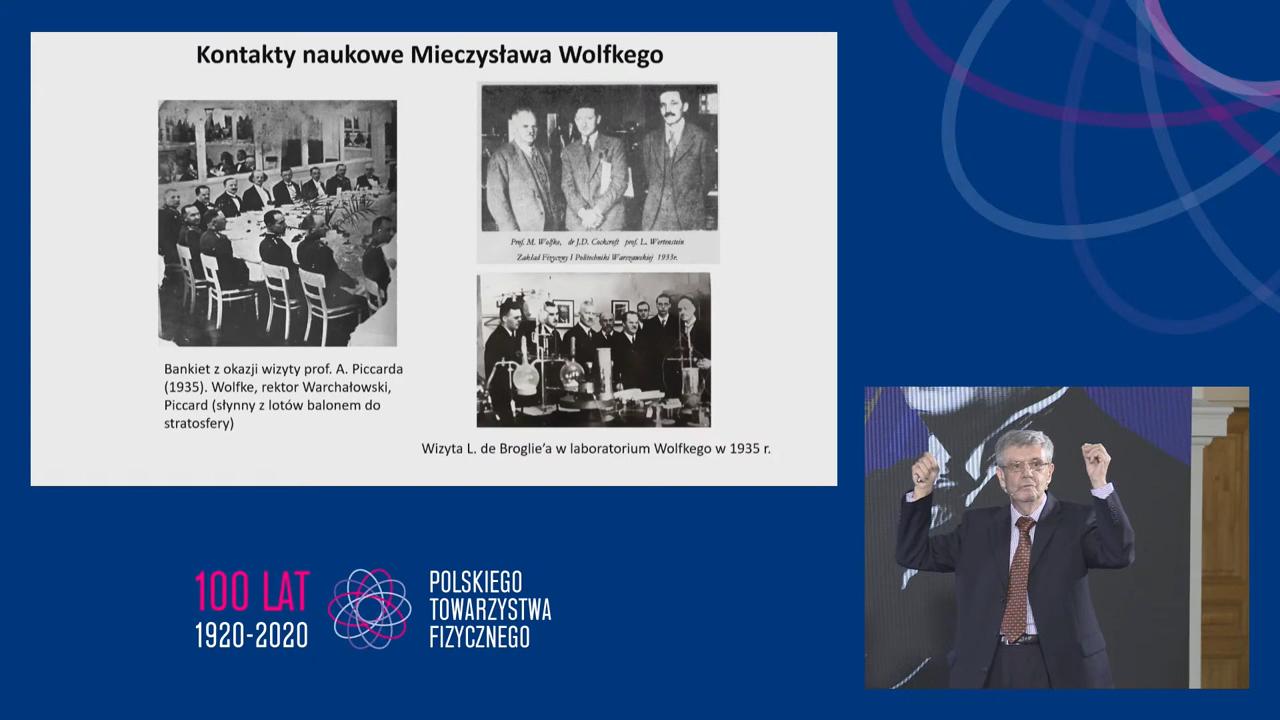 Kontakty naukowe Mieczysława Wolfkego
Prof. M. Wolfke, dr J.D. Cockcroft prof. L. Wertenstein
Zakład Fizyczny I Politechniki Warszawskiej 1933r.
Bankiet z okazji wizyty prof. A. Piccarda
(1935). Wolfke, rektor Warchałowski,
Piccard (słynny z lotów balonem do
stratosfery)
Wizyta L. de Broglie’a w laboratorium Wolfkego w 1935 r.
100 LAT
1920-2020
POLSKIEGO
TOWARZYSTWA
FIZYCZNEGO